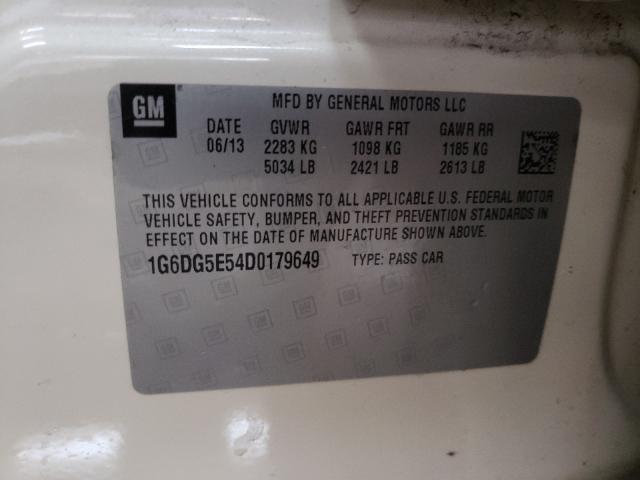 GM
MFD BY GENERAL MOTORS LLC
DATE GVWR GAWR FRT GAWR RR
06/13 2283 KG 1098 KG 1185 KG
5034 LB 2421 LB 2613 LB
THIS VEHICLE CONFORMS TO ALL APPLICABLE U.S. FEDERAL MOTOR
VEHICLE SAFETY, BUMPER, AND THEFT PREVENTION STANDARDS IN
EFFECT ON THE DATE OF MANUFACTURE SHOWN ABOVE.
1G6DG5E54D0179649 TYPE: PASS CAR